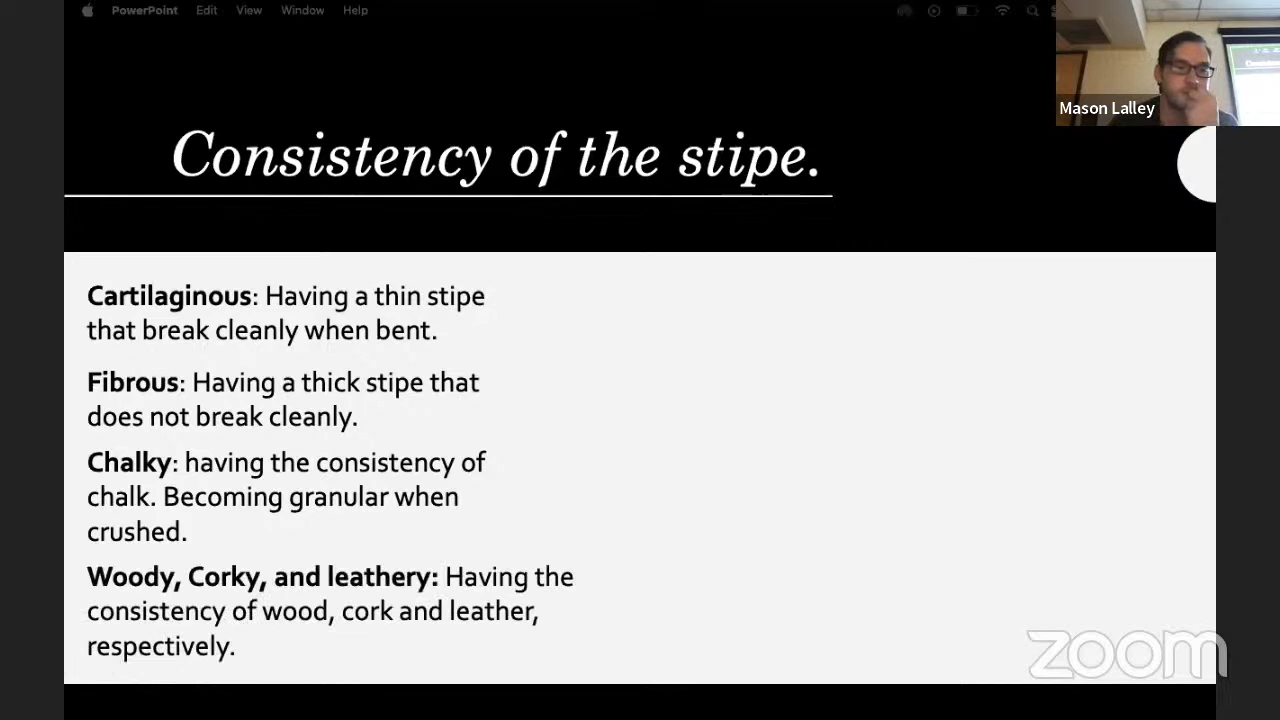 PowerPoint Edit View Window Help
Mason Lalley
Consistency of the stipe.
Cartilaginous: Having a thin stipe
that break cleanly when bent.
Fibrous: Having a thick stipe that
does not break cleanly.
Chalky: having the consistency of
chalk. Becoming granular when
crushed.
Woody, Corky, and leathery: Having the
consistency of wood, cork and leather,
respectively.
zoom